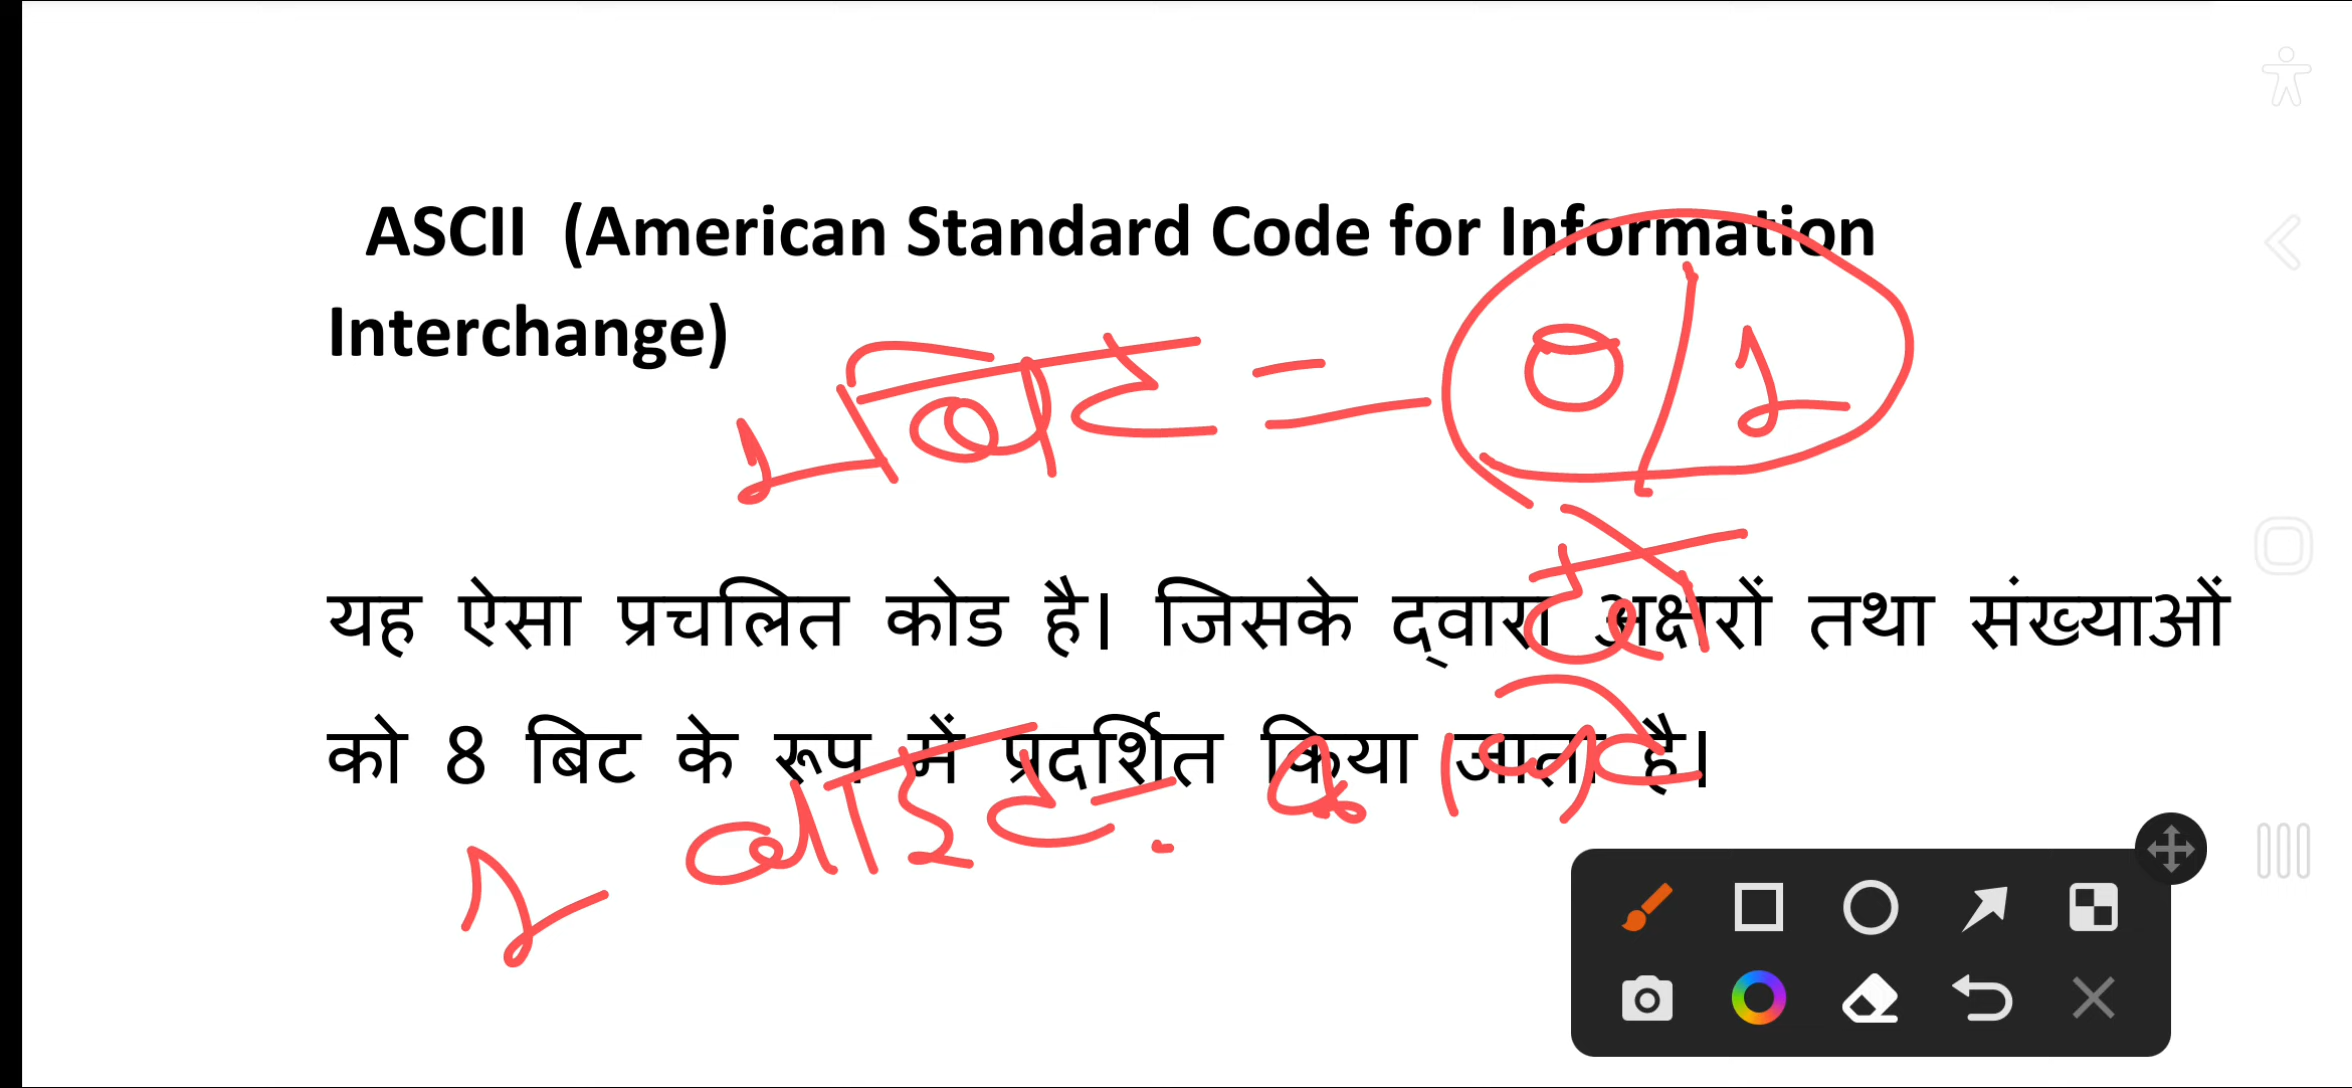 ASCII (American Standard Code for Information
Interchange)
1 बिट = 0/1
यह ऐसा प्रचलित कोड है। जिसके द्वारा अक्षरों तथा संख्याओं
को 8 बिट के रूप में प्रदर्शित किया जाता है।
1 वाईट =